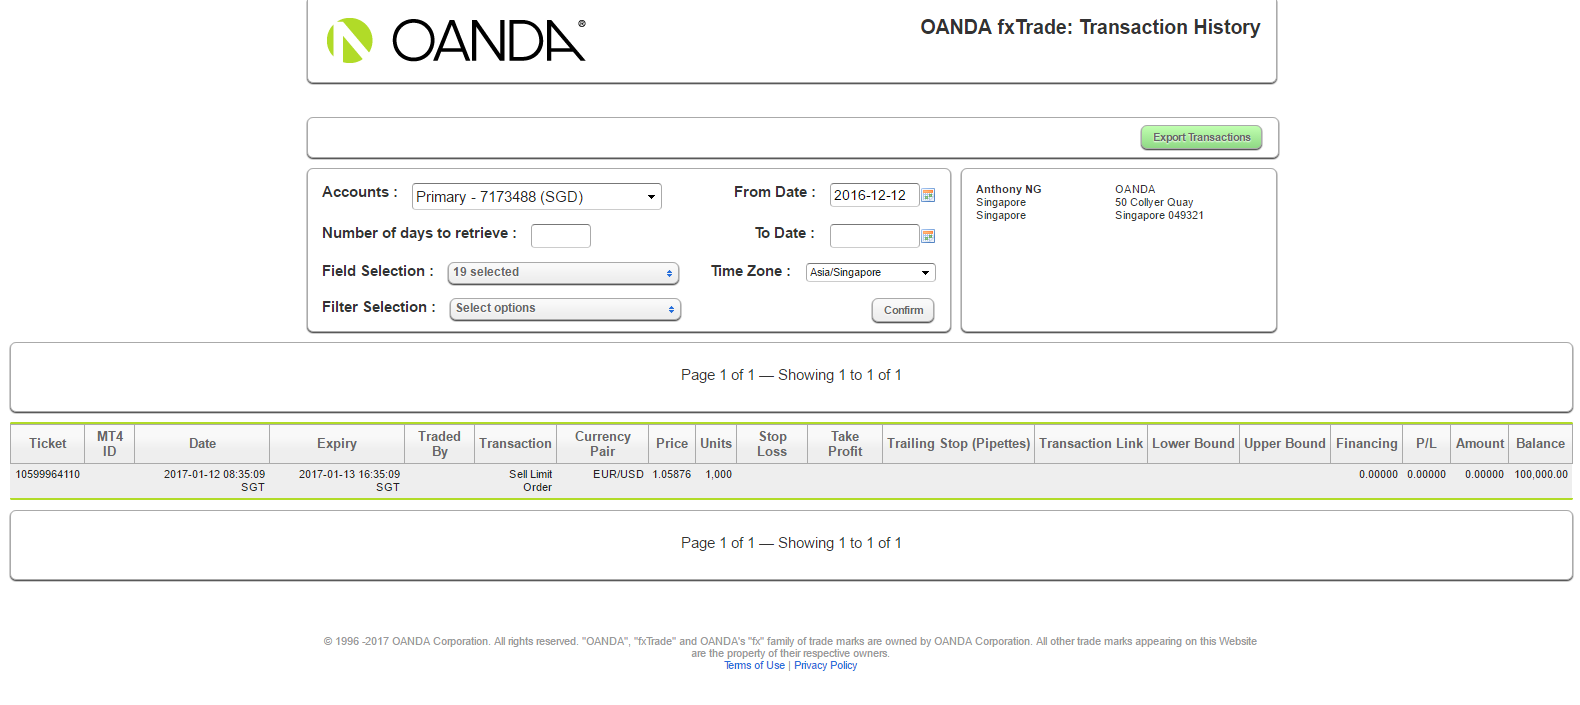 OANDA®
OANDA fxTrade: Transaction History
Export Transactions
Accounts : Primary - 7173488 (SGD) From Date : 2016-12-12
Number of days to retrieve : To Date :
Field Selection : 19 selected Time Zone : Asia/Singapore
Filter Selection : Select options Confirm
Anthony NG OANDA
Singapore 50 Collyer Quay
Singapore Singapore 049321
Page 1 of 1 — Showing 1 to 1 of 1
Ticket MT4 ID Date Expiry Traded By Transaction Currency Pair Price Units Stop Loss Take Profit Trailing Stop (Pipettes) Transaction Link Lower Bound Upper Bound Financing P/L Amount Balance
10599964110 2017-01-12 08:35:09 SGT 2017-01-13 16:35:09 SGT Sell Limit Order EUR/USD 1.05876 1,000 0.00000 0.00000 0.00000 100,000.00
Page 1 of 1 — Showing 1 to 1 of 1
© 1996 -2017 OANDA Corporation. All rights reserved. "OANDA", "fxTrade" and OANDA's "fx" family of trade marks are owned by OANDA Corporation. All other trade marks appearing on this Website
are the property of their respective owners.
Terms of Use | Privacy Policy